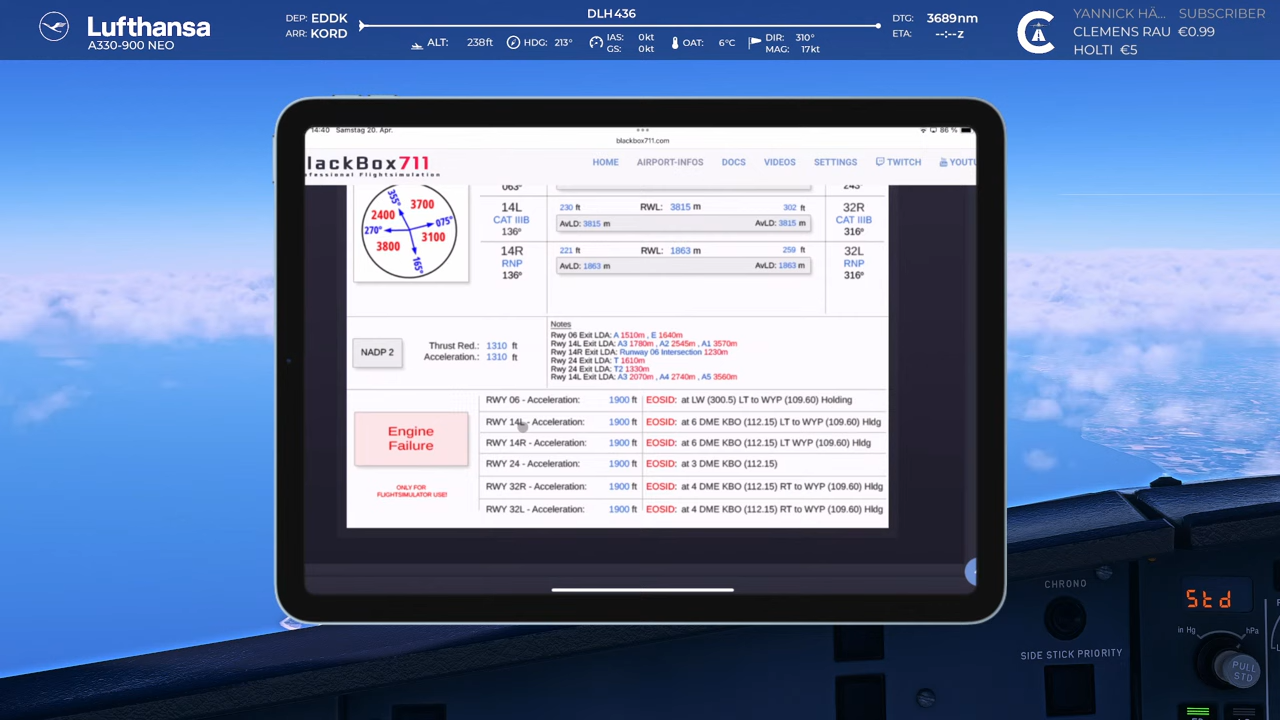 Lufthansa
A330-900 NEO
DEP: EDDK
ARR: KORD
DLH436
ALT: 238ft
HDG: 213°
IAS: 0kt
GS: 0kt
OAT: 6°C
DIR: 310°
MAG: 17kt
DTG: 3689nm
ETA: --:--z
YANNICK HÄ... SUBSCRIBER
CLEMENS RAU €0.99
HOLTI €5
14:40 Samstag 20. Apr.
86 %
blackbox711.com
lackBox711
ofessional Flightsimulation
HOME AIRPORT-INFOS DOCS VIDEOS SETTINGS TWITCH YOUTU
063° 243°
355°
3700
2400
075°
270°
3100
3800
165°
14L 230 ft RWL: 3815 m 302 ft 32R
CAT IIIB AvLD: 3815 m AvLD: 3815 m CAT IIIB
136° 316°
14R 221 ft RWL: 1863 m 259 ft 32L
RNP AvLD: 1863 m AvLD: 1863 m RNP
136° 316°
NADP 2
Thrust Red.: 1310 ft
Acceleration.: 1310 ft
Notes
Rwy 06 Exit LDA: A 1510m , E 1640m
Rwy 14L Exit LDA: A3 1780m , A2 2545m , A1 3570m
Rwy 14R Exit LDA: Runway 06 Intersection 1230m
Rwy 24 Exit LDA: T 1610m
Rwy 24 Exit LDA: T2 1330m
Rwy 14L Exit LDA: A3 2070m , A4 2740m , A5 3560m
Engine
Failure
ONLY FOR
FLIGHTSIMULATOR USE!
RWY 06 - Acceleration: 1900 ft EOSID: at LW (300.5) LT to WYP (109.60) Holding
RWY 14L - Acceleration: 1900 ft EOSID: at 6 DME KBO (112.15) LT to WYP (109.60) Hldg
RWY 14R - Acceleration: 1900 ft EOSID: at 6 DME KBO (112.15) LT WYP (109.60) Hldg
RWY 24 - Acceleration: 1900 ft EOSID: at 3 DME KBO (112.15)
RWY 32R - Acceleration: 1900 ft EOSID: at 4 DME KBO (112.15) RT to WYP (109.60) Hldg
RWY 32L - Acceleration: 1900 ft EOSID: at 4 DME KBO (112.15) RT to WYP (109.60) Hldg
CHRONO
Std
in Hg hPa
SIDE STICK PRIORITY
PULL
STD